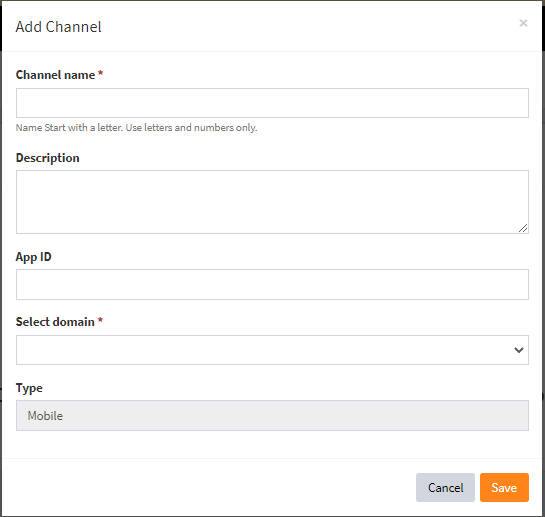 Add Channel
×
Channel name *
Name Start with a letter. Use letters and numbers only.
Description
App ID
Select domain *
Type
Mobile
Cancel Save